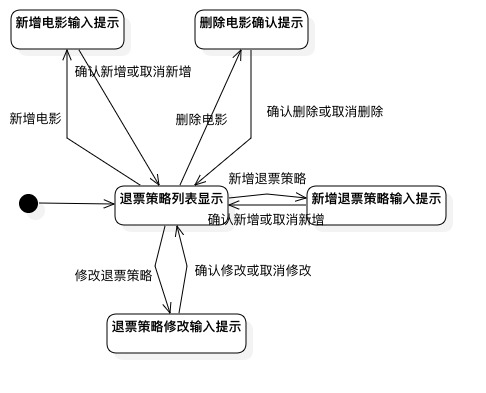 新增电影输入提示
删除电影确认提示
确认新增或取消新增
新增电影
删除电影
确认删除或取消删除
新增退票策略
退票策略列表显示
新增退票策略输入提示
确认新增或取消新增
修改退票策略
确认修改或取消修改
退票策略修改输入提示